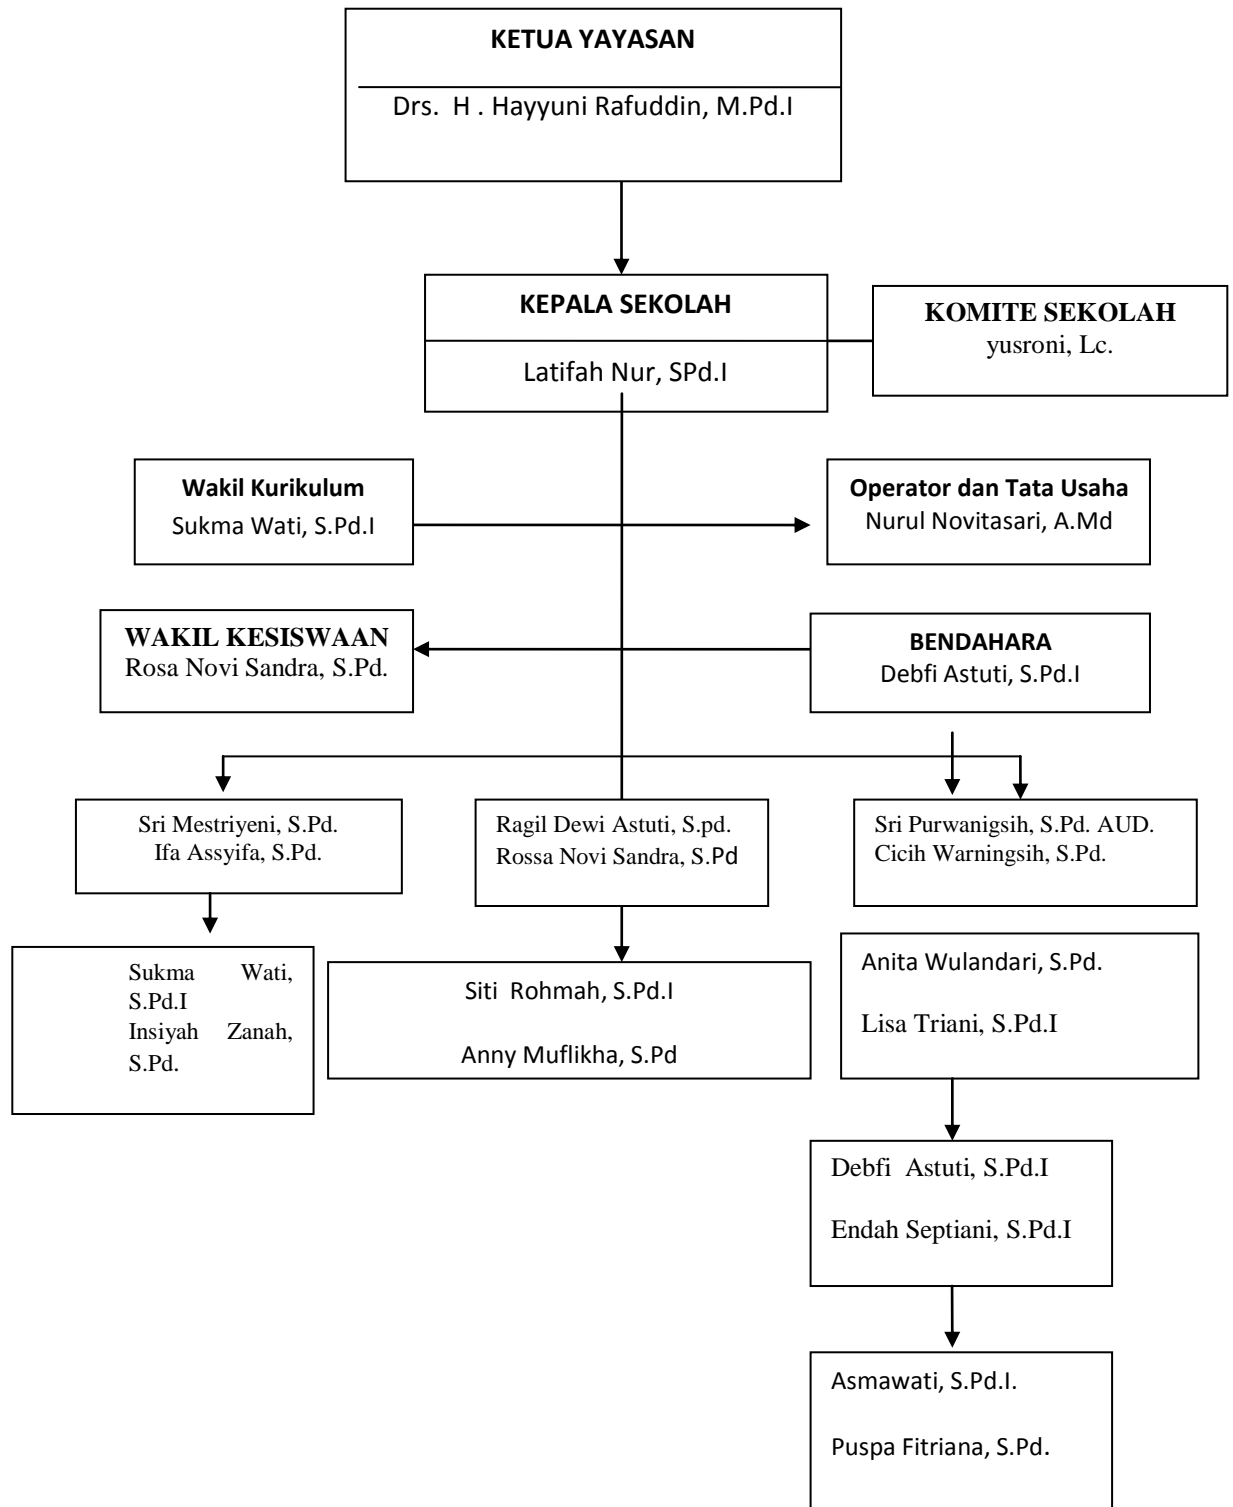 KETUA YAYASAN
Drs. H . Hayyuni Rafuddin, M.Pd.I
KEPALA SEKOLAH
Latifah Nur, SPd.I
KOMITE SEKOLAH
yusroni, Lc.
Wakil Kurikulum
Sukma Wati, S.Pd.I
Operator dan Tata Usaha
Nurul Novitasari, A.Md
WAKIL KESISWAAN
Rosa Novi Sandra, S.Pd.
BENDAHARA
Debfi Astuti, S.Pd.I
Sri Mestriyeni, S.Pd.
Ifa Assyifa, S.Pd.
Ragil Dewi Astuti, S.pd.
Rossa Novi Sandra, S.Pd
Sri Purwanigsih, S.Pd. AUD.
Cicih Warningsih, S.Pd.
Sukma Wati,
S.Pd.I
Insiyah Zanah,
S.Pd.
Siti Rohmah, S.Pd.I
Anny Muflikha, S.Pd
Anita Wulandari, S.Pd.
Lisa Triani, S.Pd.I
Debfi Astuti, S.Pd.I
Endah Septiani, S.Pd.I
Asmawati, S.Pd.I.
Puspa Fitriana, S.Pd.